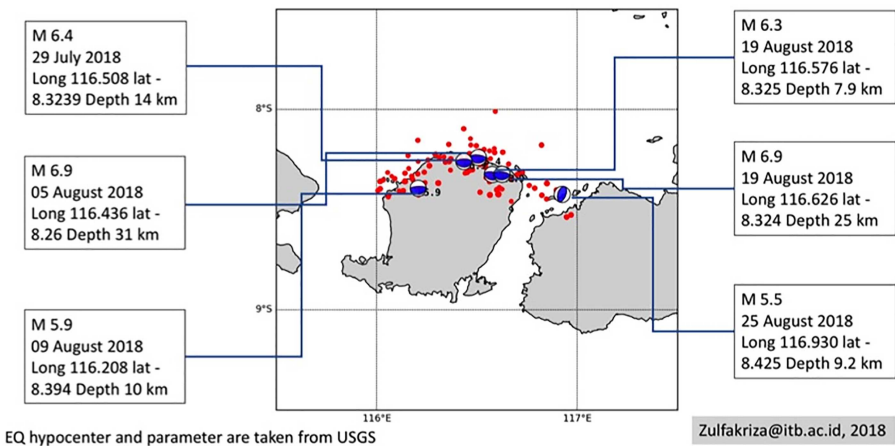 M 6.4
29 July 2018
Long 116.508 lat -
8.3239 Depth 14 km
M 6.9
05 August 2018
Long 116.436 lat -
8.26 Depth 31 km
M 5.9
09 August 2018
Long 116.208 lat -
8.394 Depth 10 km
8°S
9°S
116°E
117°E
5.9
M 6.3
19 August 2018
Long 116.576 lat -
8.325 Depth 7.9 km
M 6.9
19 August 2018
Long 116.626 lat -
8.324 Depth 25 km
M 5.5
25 August 2018
Long 116.930 lat -
8.425 Depth 9.2 km
EQ hypocenter and parameter are taken from USGS
Zulfakriza@itb.ac.id, 2018